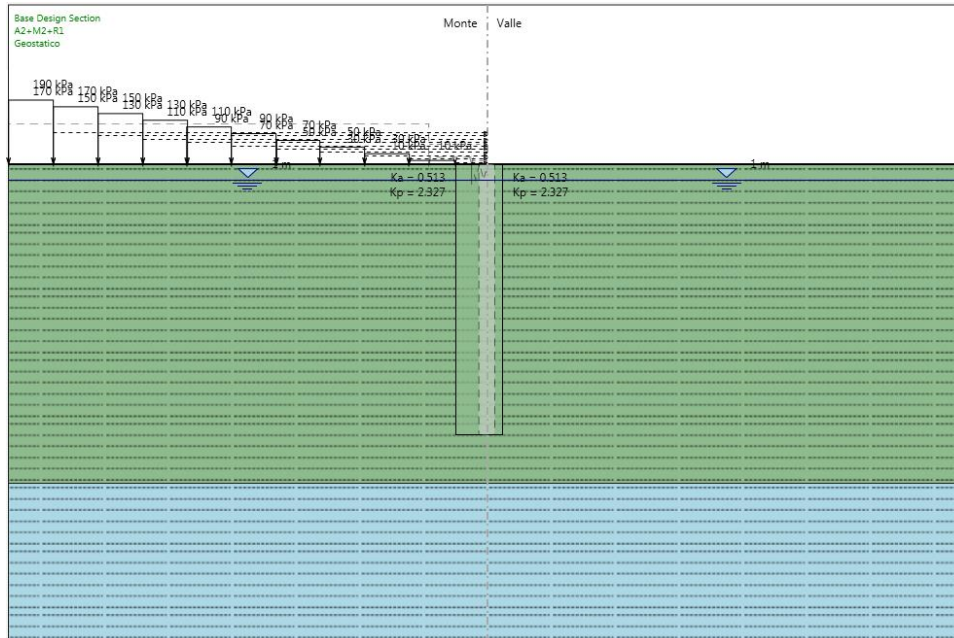 Base Design Section
A2+M2+R1
Geostatico
Monte
Valle
190 kPa
170 kPa
170 kPa
150 kPa
150 kPa
130 kPa
130 kPa
110 kPa
110 kPa
90 kPa
90 kPa
70 kPa
70 kPa
50 kPa
50 kPa
30 kPa
30 kPa
10 kPa
10 kPa
1 m
1 m
Ka = 0.513
Kp = 2.327
Ka = 0.513
Kp = 2.327